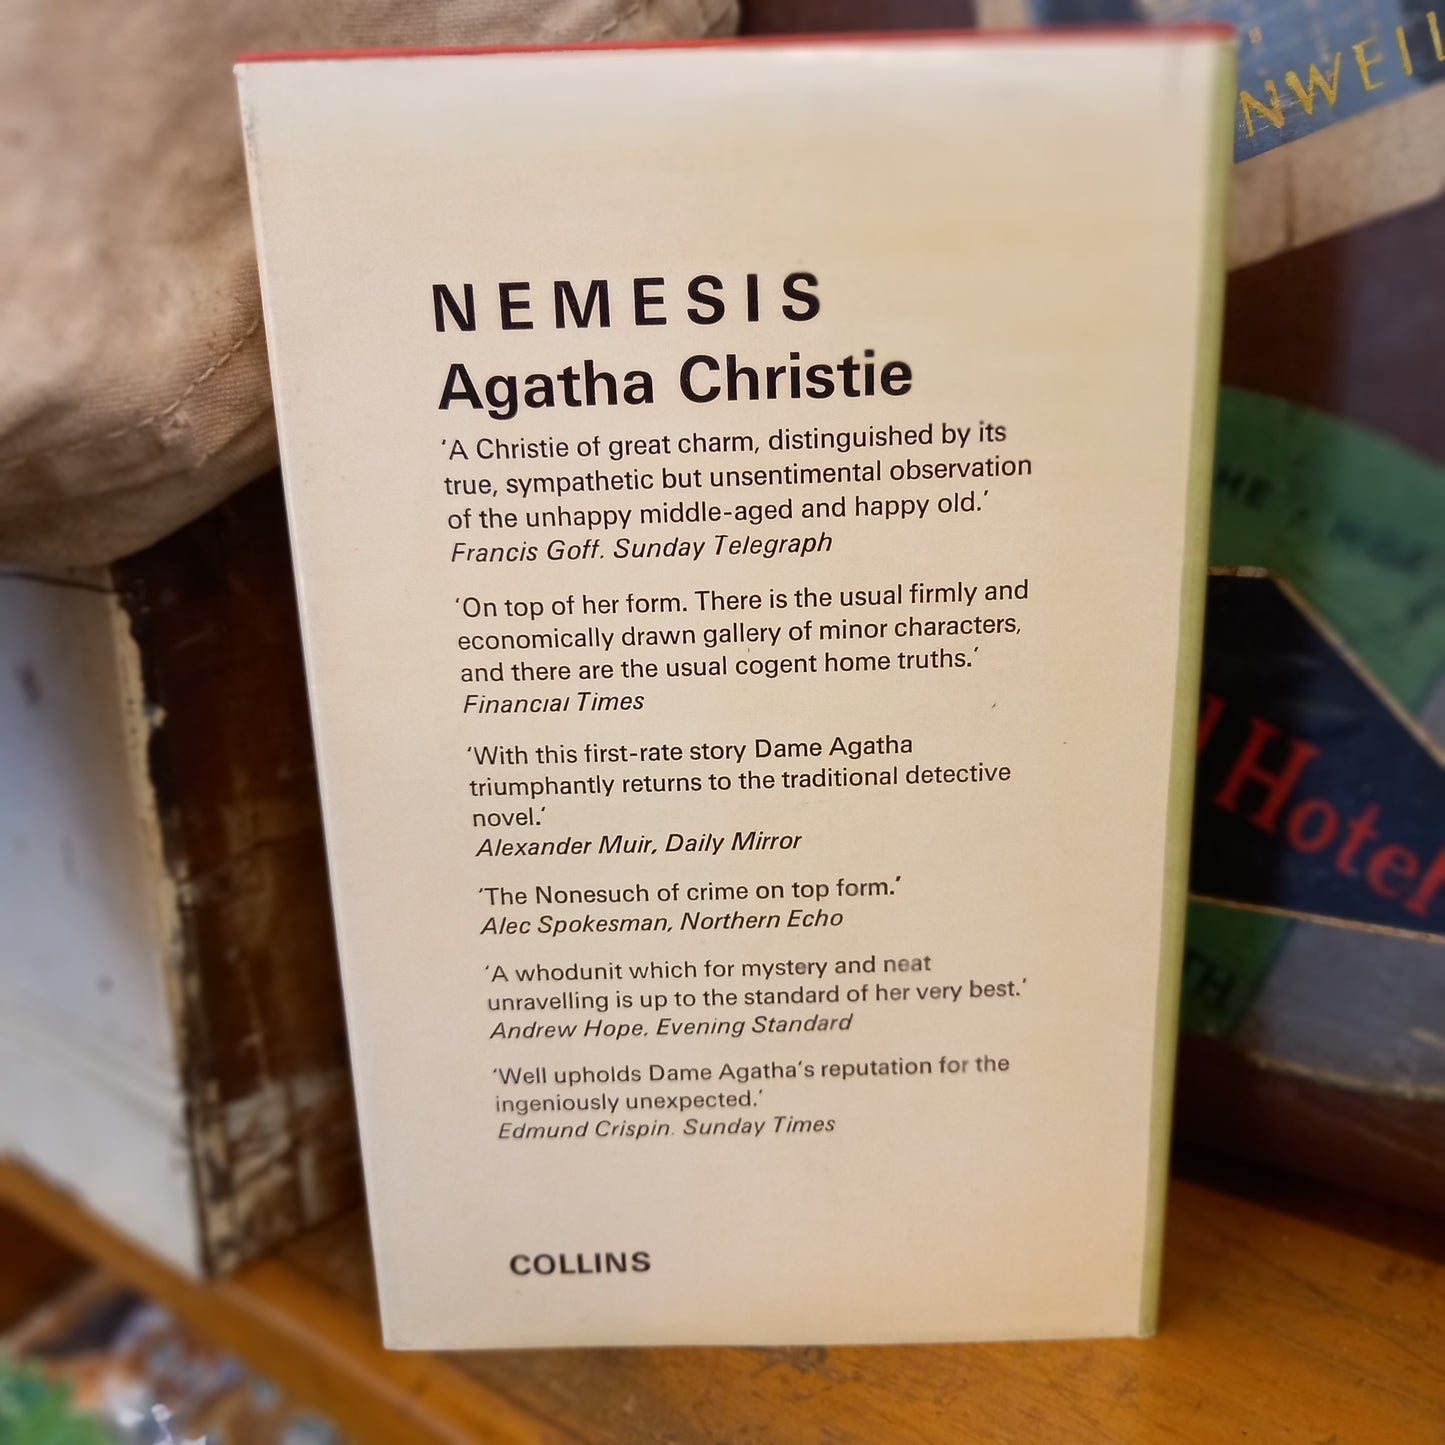 NEMESIS
Agatha Christie
‘A Christie of great charm, distinguished by its
true, sympathetic but unsentimental observation
of the unhappy middle-aged and happy old.’
Francis Goff. Sunday Telegraph
‘On top of her form. There is the usual firmly and
economically drawn gallery of minor characters,
and there are the usual cogent home truths.’
Financial Times
‘With this first-rate story Dame Agatha
triumphantly returns to the traditional detective
novel.’
Alexander Muir, Daily Mirror
‘The Nonesuch of crime on top form.’
Alec Spokesman, Northern Echo
‘A whodunit which for mystery and neat
unravelling is up to the standard of her very best.’
Andrew Hope. Evening Standard
‘Well upholds Dame Agatha‘s reputation for the
ingeniously unexpected.’
Edmund Crispin. Sunday Times
COLLINS
NWEIL
Hotel